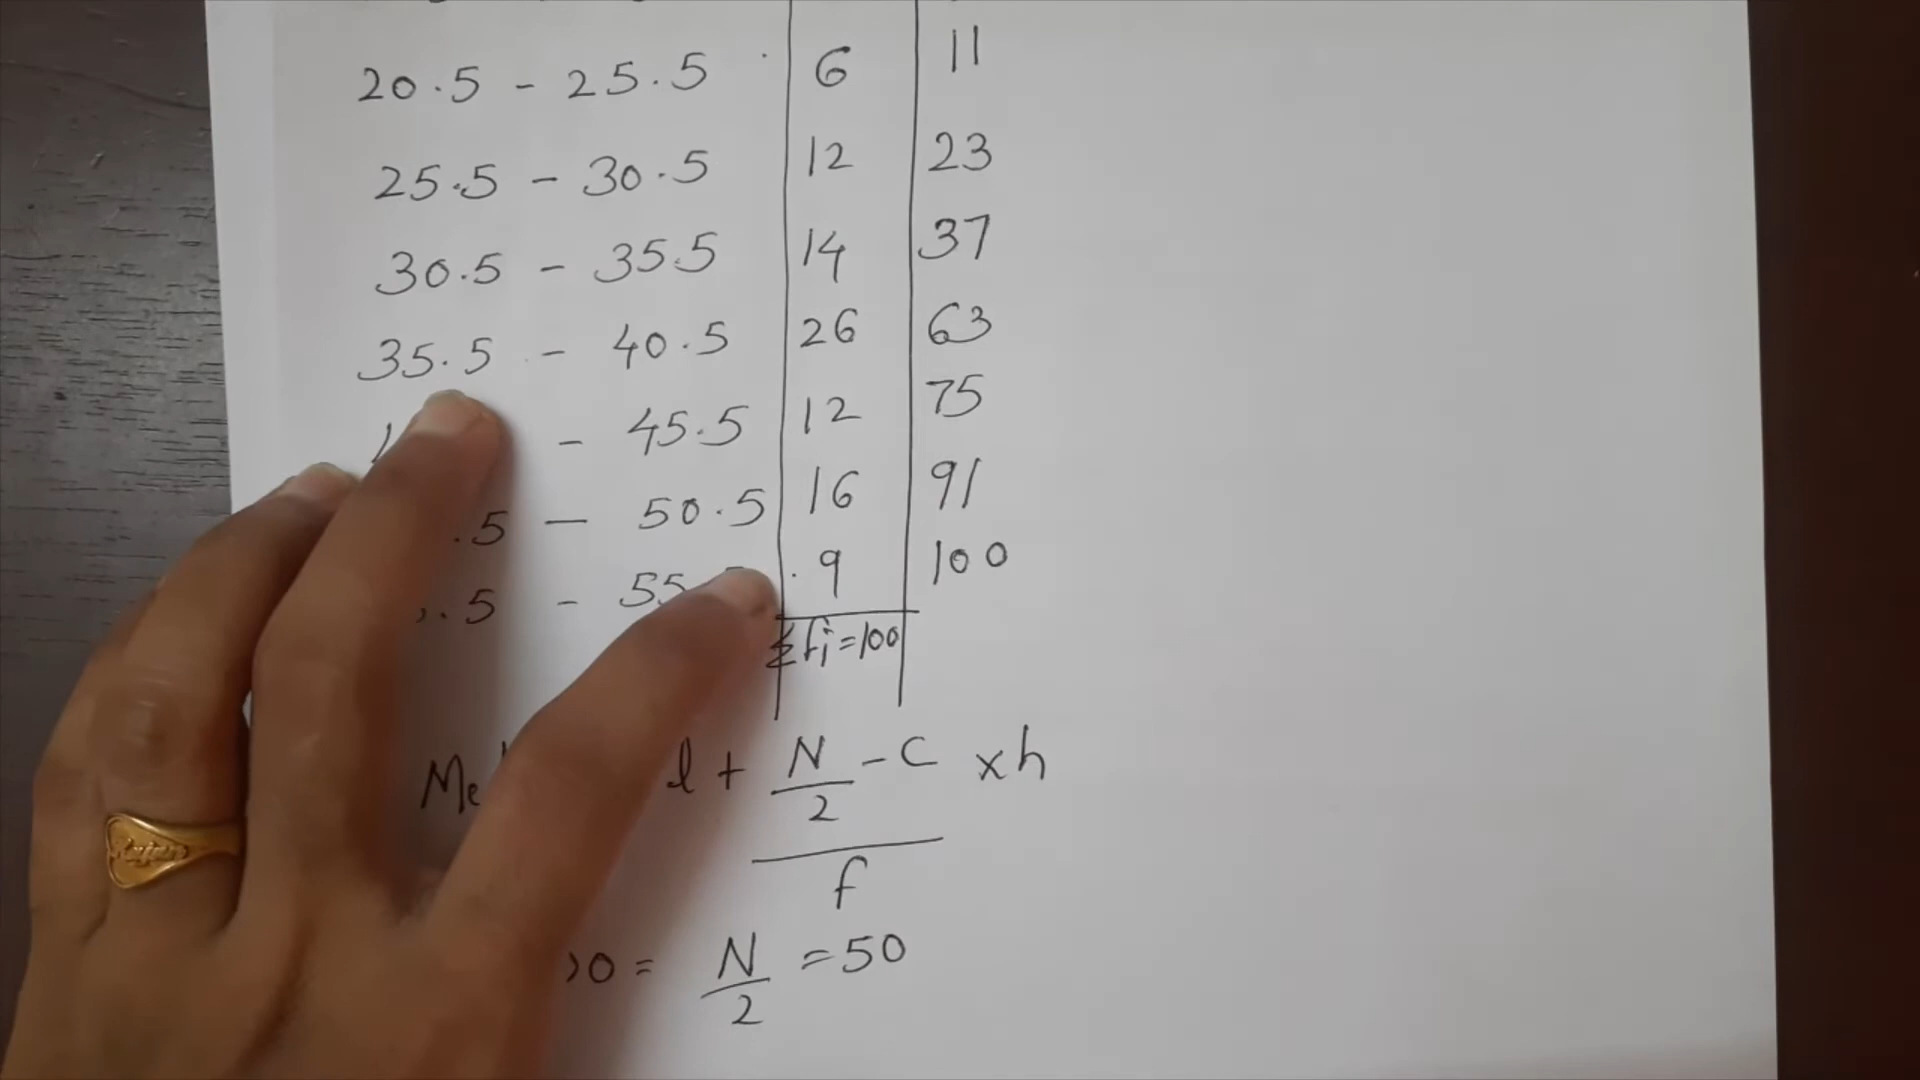 20.5 - 25.5 6 11
25.5 - 30.5 12 23
30.5 - 35.5 14 37
35.5 - 40.5 26 63
- 45.5 12 75
.5 - 50.5 16 91
.5 - 55 9 100
Σfi = 100
l + N/2 - C × h
f
= N/2 = 50